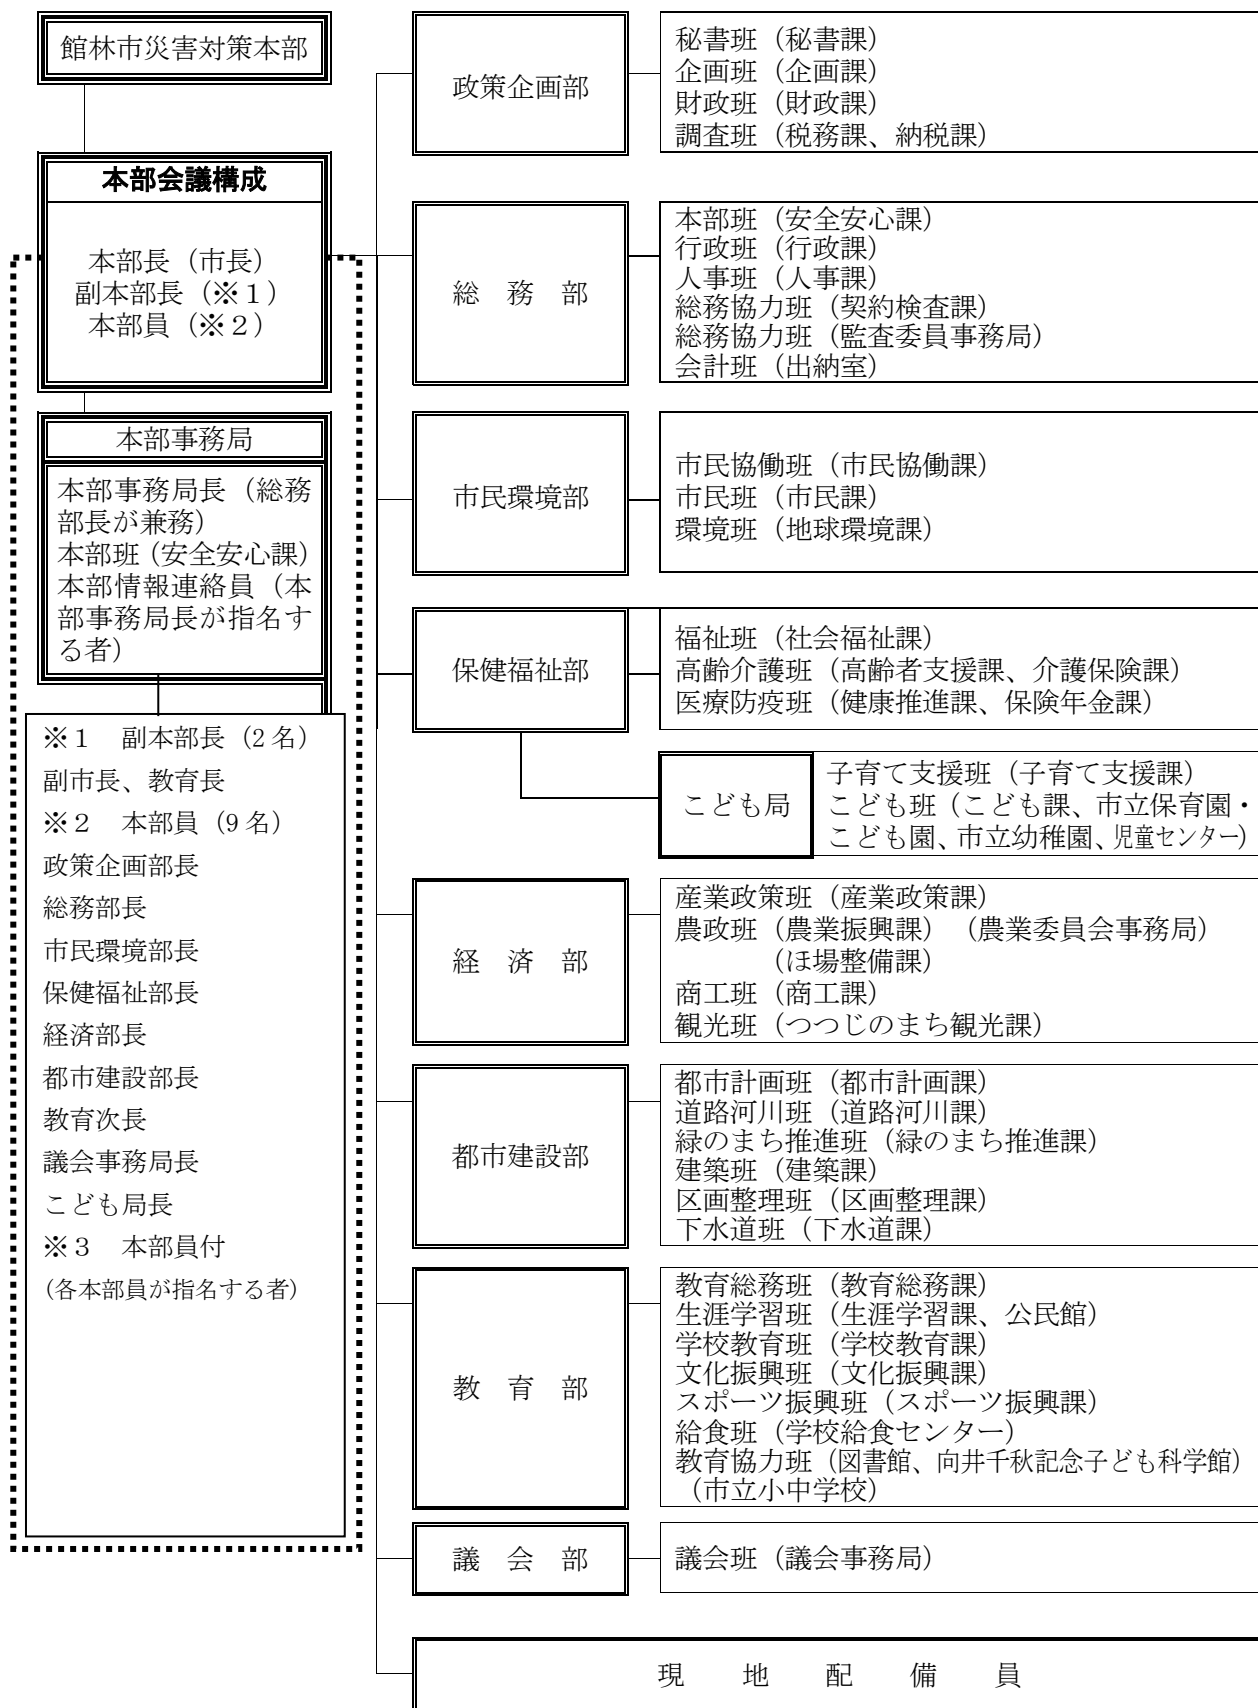 館林市災害対策本部
本部会議構成
本部長（市長）
副本部長（※１）
本部員（※２）
本部事務局
本部事務局長（総務
部長が兼務）
本部班（安全安心課）
本部情報連絡員（本
部事務局長が指名す
る者）
※１　副本部長（2名）
副市長、教育長
※２　本部員（9名）
政策企画部長
総務部長
市民環境部長
保健福祉部長
経済部長
都市建設部長
教育次長
議会事務局長
こども局長
※３　本部員付
（各本部員が指名する者）
政策企画部
秘書班（秘書課）
企画班（企画課）
財政班（財政課）
調査班（税務課、納税課）
総　務　部
本部班（安全安心課）
行政班（行政課）
人事班（人事課）
総務協力班（契約検査課）
総務協力班（監査委員事務局）
会計班（出納室）
市民環境部
市民協働班（市民協働課）
市民班（市民課）
環境班（地球環境課）
保健福祉部
福祉班（社会福祉課）
高齢介護班（高齢者支援課、介護保険課）
医療防疫班（健康推進課、保険年金課）
こども局
子育て支援班（子育て支援課）
こども班（こども課、市立保育園・
こども園、市立幼稚園、児童センター）
経　済　部
産業政策班（産業政策課）
農政班（農業振興課）（農業委員会事務局）
（ほ場整備課）
商工班（商工課）
観光班（つつじのまち観光課）
都市建設部
都市計画班（都市計画課）
道路河川班（道路河川課）
緑のまち推進班（緑のまち推進課）
建築班（建築課）
区画整理班（区画整理課）
下水道班（下水道課）
教　育　部
教育総務班（教育総務課）
生涯学習班（生涯学習課、公民館）
学校教育班（学校教育課）
文化振興班（文化振興課）
スポーツ振興班（スポーツ振興課）
給食班（学校給食センター）
教育協力班（図書館、向井千秋記念子ども科学館）
（市立小中学校）
議　会　部
議会班（議会事務局）
現　地　配　備　員